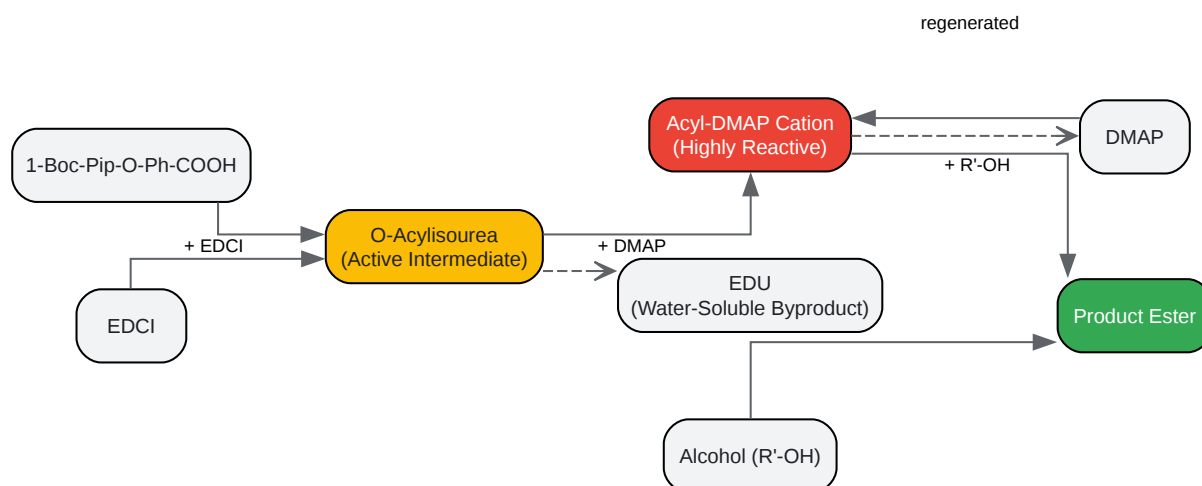 regenerated
Acyl-DMAP Cation
(Highly Reactive)
DMAP
1-Boc-Pip-O-Ph-COOH
+ R'-OH
+ EDCI
O-Acylisourea
(Active Intermediate)
+ DMAP
EDU
(Water-Soluble Byproduct)
EDCI
Product Ester
Alcohol (R'-OH)